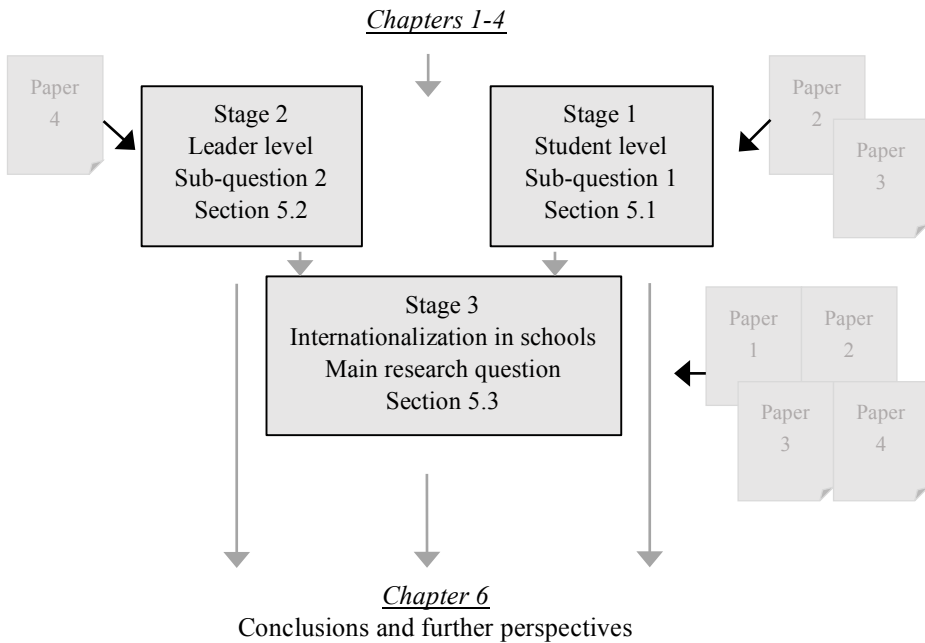 Chapters 1-4
Paper
4
Stage 2
Leader level
Sub-question 2
Section 5.2
Stage 1
Student level
Sub-question 1
Section 5.1
Paper
2
Paper
3
Stage 3
Internationalization in schools
Main research question
Section 5.3
Paper
1
Paper
2
Paper
3
Paper
4
Chapter 6
Conclusions and further perspectives